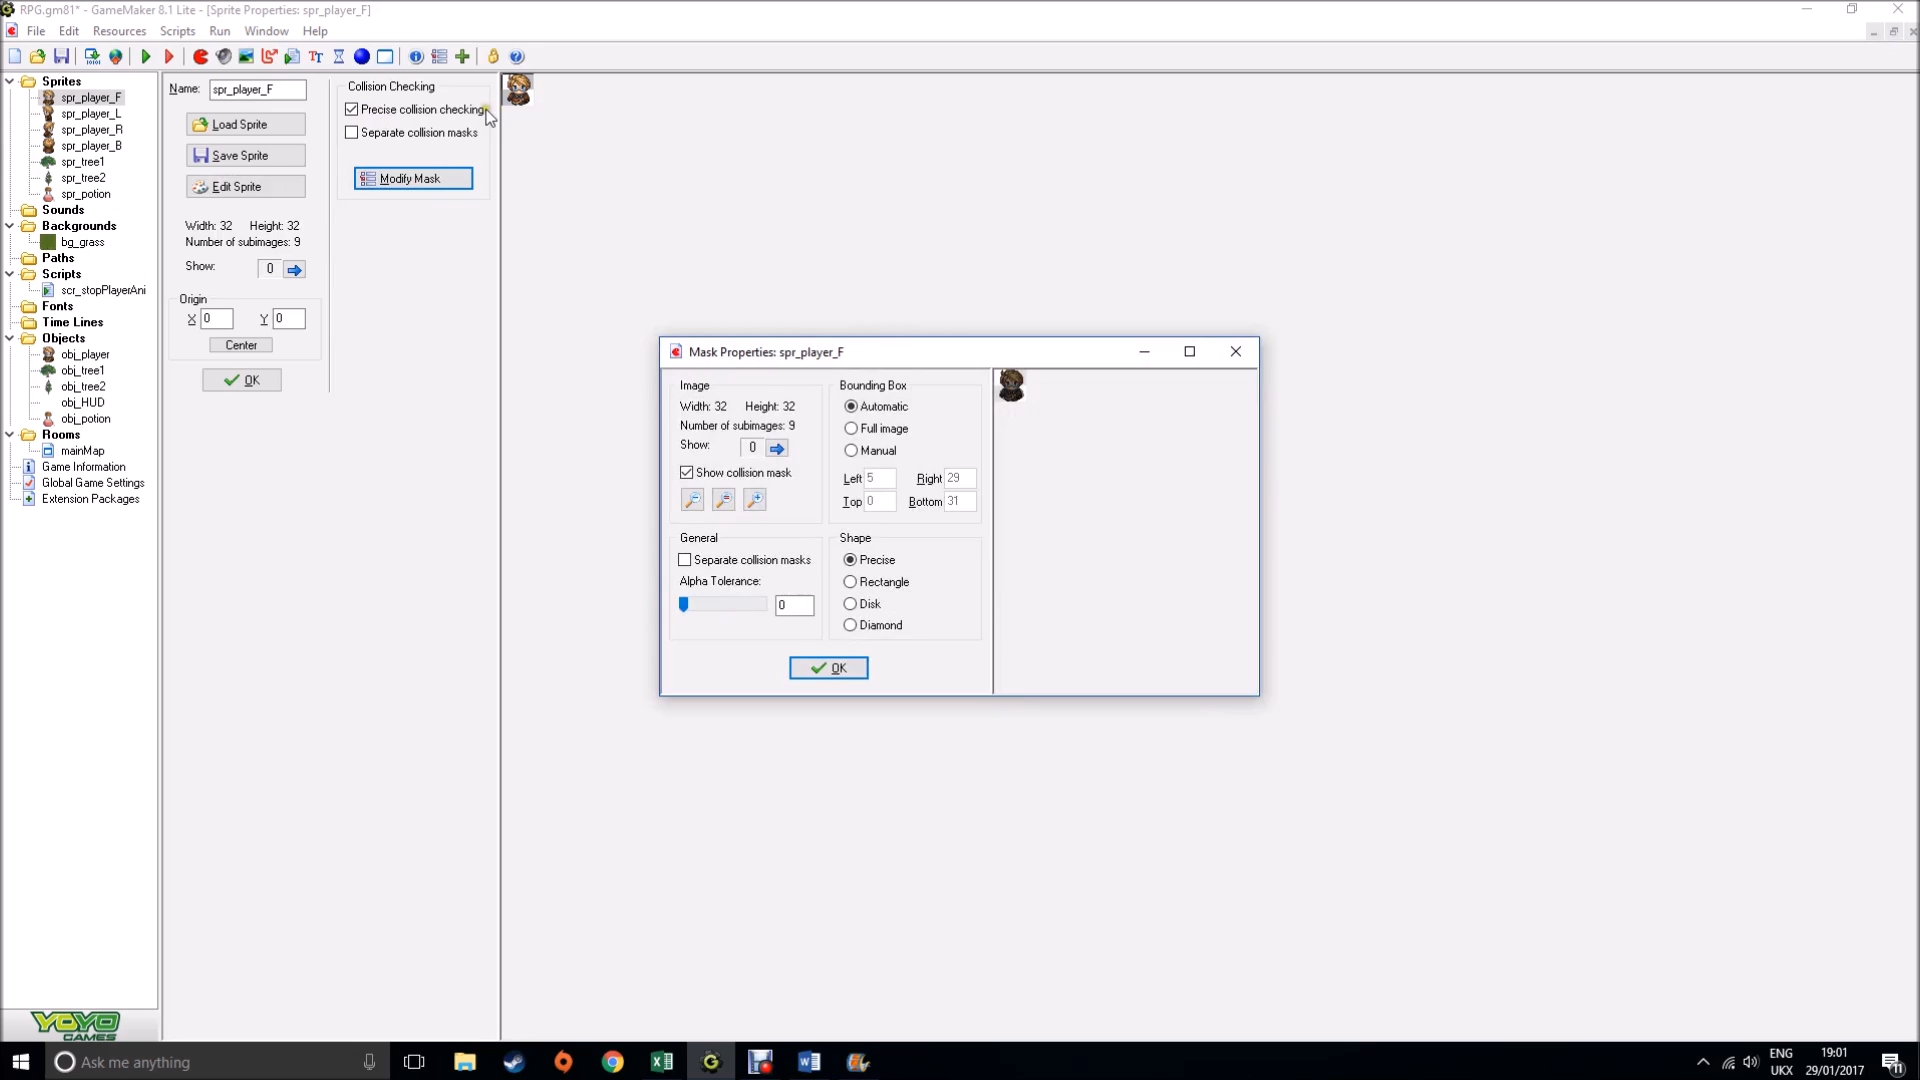 RPG.gm81* - GameMaker 8.1 Lite - [Sprite Properties: spr_player_F]
File Edit Resources Scripts Run Window Help
Sprites
spr_player_F
spr_player_L
spr_player_R
spr_player_B
spr_tree1
spr_tree2
spr_potion
Sounds
Backgrounds
bg_grass
Paths
Scripts
scr_stopPlayerAni
Fonts
Time Lines
Objects
obj_player
obj_tree1
obj_tree2
obj_HUD
obj_potion
Rooms
mainMap
Game Information
Global Game Settings
Extension Packages
YOYO
GAMES
Name: spr_player_F
Load Sprite
Save Sprite
Edit Sprite
Width: 32 Height: 32
Number of subimages: 9
Show: 0
Origin
X 0 Y 0
Center
OK
Collision Checking
Precise collision checking
Separate collision masks
Modify Mask
Mask Properties: spr_player_F
Image
Width: 32 Height: 32
Number of subimages: 9
Show: 0
Show collision mask
General
Separate collision masks
Alpha Tolerance:
0
Bounding Box
Automatic
Full image
Manual
Left 5 Right 29
Top 0 Bottom 31
Shape
Precise
Rectangle
Disk
Diamond
OK
Ask me anything
ENG
UKX
19:01
29/01/2017
11